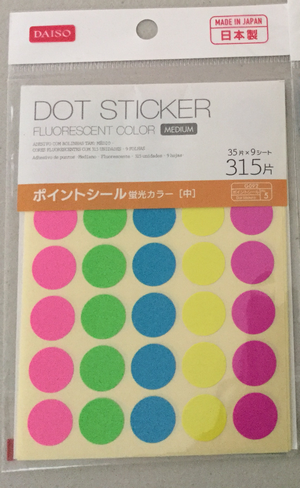 DAISO
MADE IN JAPAN
日本製
DOT STICKER
FLUORESCENT COLOR MEDIUM
35片×9シート
315片
ポイントシール 蛍光カラー [中]